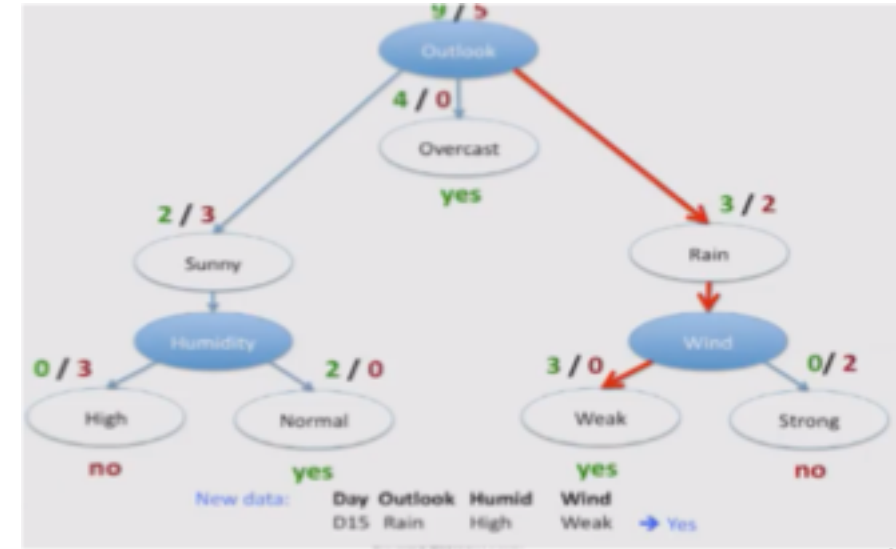 9 / 5
Outlook
4 / 0
Overcast
yes
2 / 3
3 / 2
Sunny
Rain
Humidity
Wind
0 / 3
2 / 0
3 / 0
0/ 2
High
Normal
Weak
Strong
no
yes
yes
no
New data: Day Outlook Humid Wind
D15 Rain High Weak → Yes